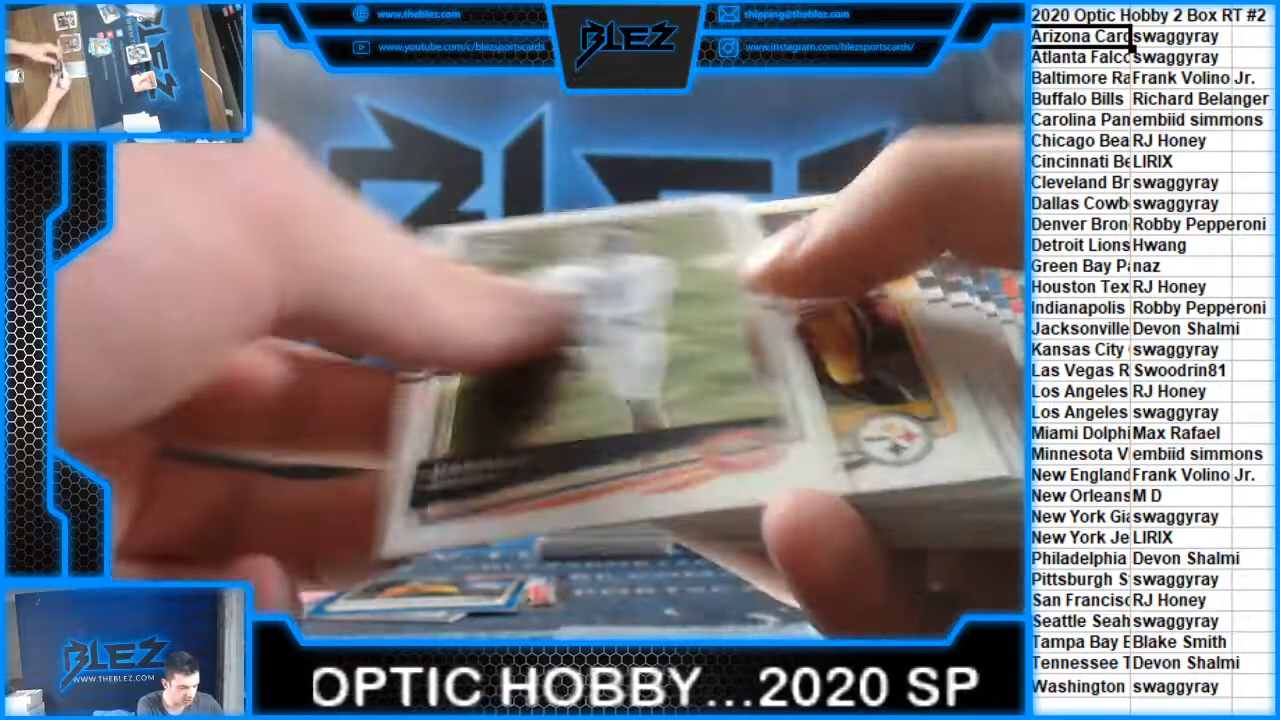 www.theblez.com
shipping@theblez.com
www.youtube.com/c/blezsportscards
www.instagram.com/blezsportscards/
BLEZ
2020 Optic Hobby 2 Box RT #2
Arizona Card swaggyray
Atlanta Falco swaggyray
Baltimore Ra Frank Volino Jr.
Buffalo Bills Richard Belanger
Carolina Pan embiid simmons
Chicago Bea RJ Honey
Cincinnati Be LIRIX
Cleveland Br swaggyray
Dallas Cowb swaggyray
Denver Bron Robby Pepperoni
Detroit Lions Hwang
Green Bay P naz
Houston Tex RJ Honey
Indianapolis Robby Pepperoni
Jacksonville Devon Shalmi
Kansas City swaggyray
Las Vegas R Swoodrin81
Los Angeles RJ Honey
Los Angeles swaggyray
Miami Dolphi Max Rafael
Minnesota V embiid simmons
New England Frank Volino Jr.
New Orleans M D
New York Gia swaggyray
New York Je LIRIX
Philadelphia Devon Shalmi
Pittsburgh S swaggyray
San Francisc RJ Honey
Seattle Seah swaggyray
Tampa Bay B Blake Smith
Tennessee T Devon Shalmi
Washington swaggyray
BLEZ
Steelers
BLEZ
WWW.THEBLEZ.COM
OPTIC HOBBY...2020 SP